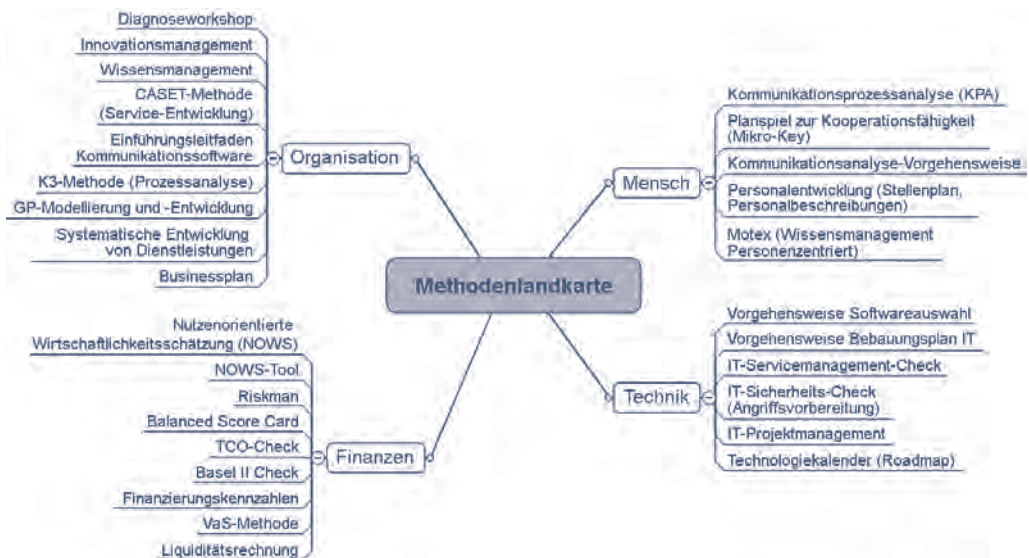 Diagnoseworkshop
Innovationsmanagement
Wissensmanagement
CASET-Methode
(Service-Entwicklung)
Einführungsleitfaden
Kommunikationssoftware
K3-Methode (Prozessanalyse)
GP-Modellierung und -Entwicklung
Systematische Entwicklung
von Dienstleistungen
Businessplan
Organisation
Kommunikationsprozessanalyse (KPA)
Planspiel zur Kooperationsfähigkeit
(Mikro-Key)
Kommunikationsanalyse-Vorgehensweise
Personalentwicklung (Stellenplan,
Personalbeschreibungen)
Motex (Wissensmanagement
Personenzentriert)
Mensch
Methodenlandkarte
Nutzenorientierte
Wirtschaftlichkeitsschätzung (NOWS)
NOWS-Tool
Riskman
Balanced Score Card
TCO-Check
Basel II Check
Finanzierungskennzahlen
VaS-Methode
Liquiditätsrechnung
Finanzen
Vorgehensweise Softwareauswahl
Vorgehensweise Bebauungsplan IT
IT-Servicemanagement-Check
IT-Sicherheits-Check
(Angriffsvorbereitung)
IT-Projektmanagement
Technologiekalender (Roadmap)
Technik